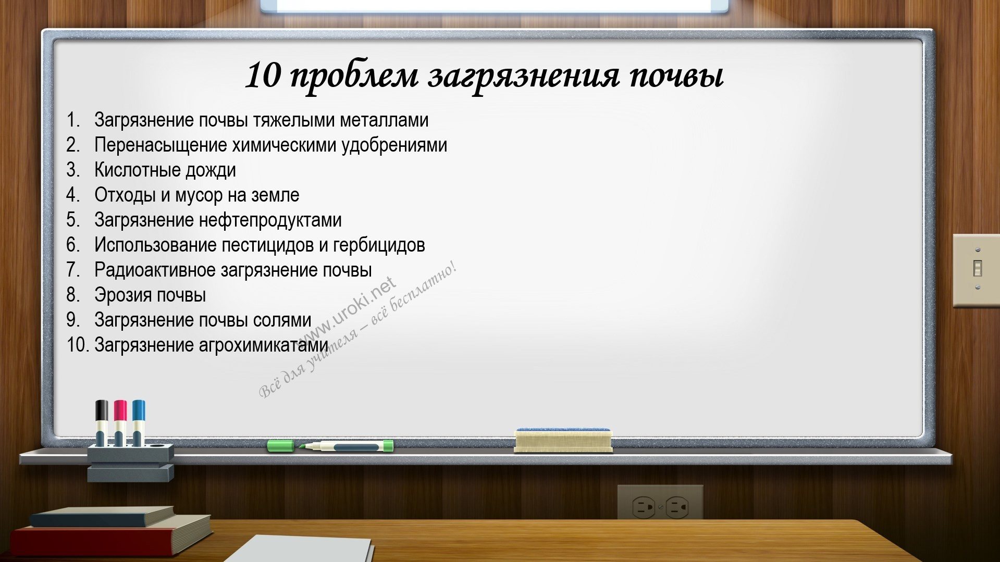 10 проблем загрязнения почвы
1. Загрязнение почвы тяжелыми металлами
2. Перенасыщение химическими удобрениями
3. Кислотные дожди
4. Отходы и мусор на земле
5. Загрязнение нефтепродуктами
6. Использование пестицидов и гербицидов
7. Радиоактивное загрязнение почвы
8. Эрозия почвы
9. Загрязнение почвы солями
10. Загрязнение агрохимикатами
www.uroki.net
Всё для учителя – всё бесплатно!